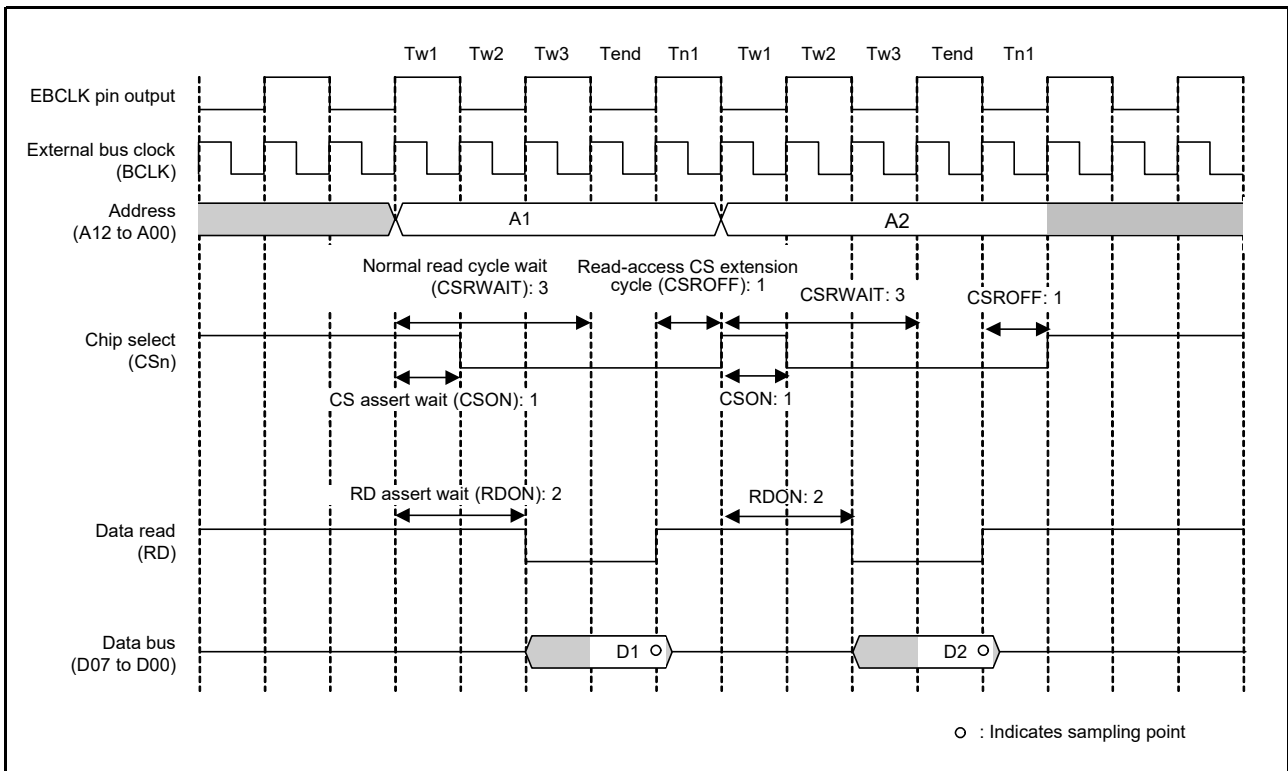 Tw1 Tw2 Tw3 Tend Tn1 Tw1 Tw2 Tw3 Tend Tn1
EBCLK pin output
External bus clock
(BCLK)
Address
(A12 to A00)
A1
A2
Normal read cycle wait
(CSRWAIT): 3
Read-access CS extension
cycle (CSROFF): 1
CSRWAIT: 3
CSROFF: 1
Chip select
(CSn)
CS assert wait (CSON): 1
CSON: 1
RD assert wait (RDON): 2
RDON: 2
Data read
(RD)
Data bus
(D07 to D00)
D1
D2
: Indicates sampling point